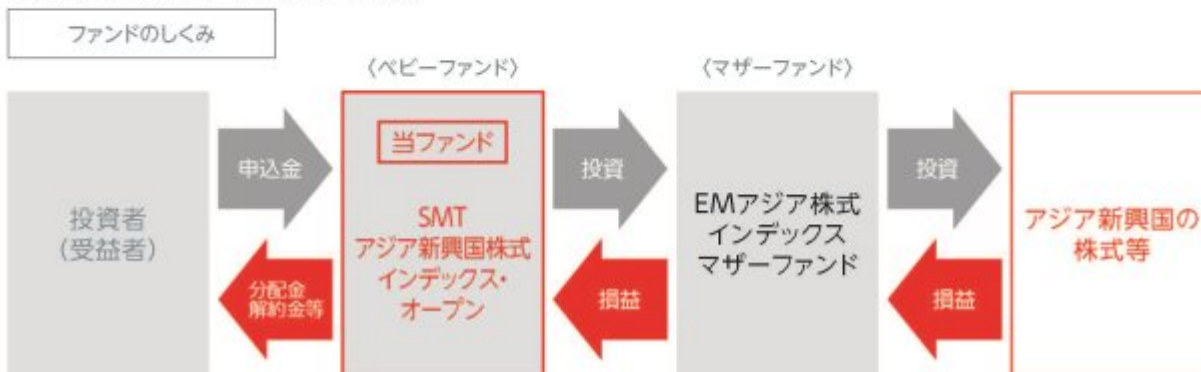 ファンドのしくみ
〈ベビーファンド〉
〈マザーファンド〉
投資者
(受益者)
申込金
分配金
解約金等
当ファンド
SMT
アジア新興国株式
インデックス・
オープン
投資
損益
EMアジア株式
インデックス
マザーファンド
投資
損益
アジア新興国の
株式等